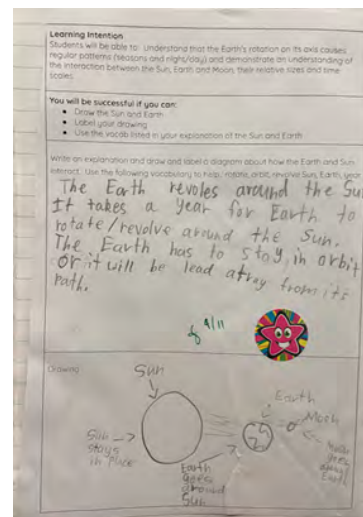 Learning Intention
Students will be able to: understand that the Earth's rotation on its axis causes
regular patterns (seasons and night/day) and demonstrate an understanding of
the interaction between the Sun, Earth and Moon, their relative sizes and time
scales.
You will be successful if you can:
Draw the Sun and Earth
Label your drawing
Use the vocab listed in your explanation of the Sun and Earth
Write an explanation and draw and label a diagram about how the Earth and Sun
interact. Use the following vocabulary to help: rotate, orbit, revolve, Sun, Earth, year
The Earth revoles around the Su
It takes a year for Earth to
rotate/revolve around the Sun.
The Earth has to stay in orbit
or it will be lead atray from its
path.
9/11
Drawing
Sun
Sun stays
in place
Earth
goes
around
Sun
Earth
Moon
goes
Earth